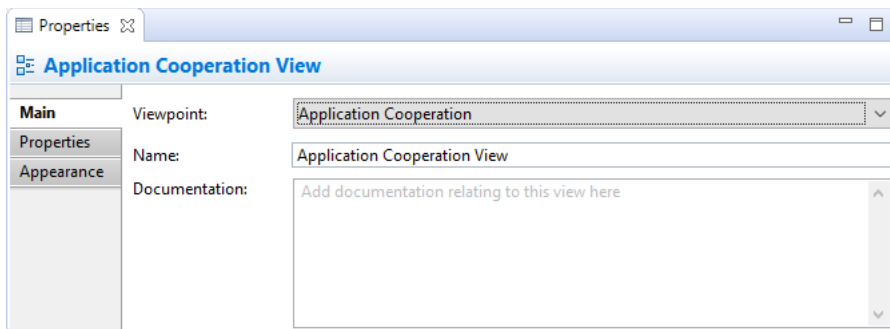 Properties
Application Cooperation View
Main
Properties
Appearance
Viewpoint:
Application Cooperation
Name:
Application Cooperation View
Documentation:
Add documentation relating to this view here